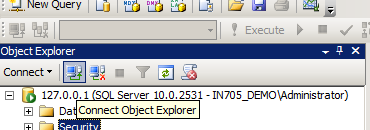 New Query
Execute
Object Explorer
Connect
127.0.0.1 (SQL Server 10.0.2531 - IN705_DEMO\Administrator)
Dat
Connect Object Explorer
Security